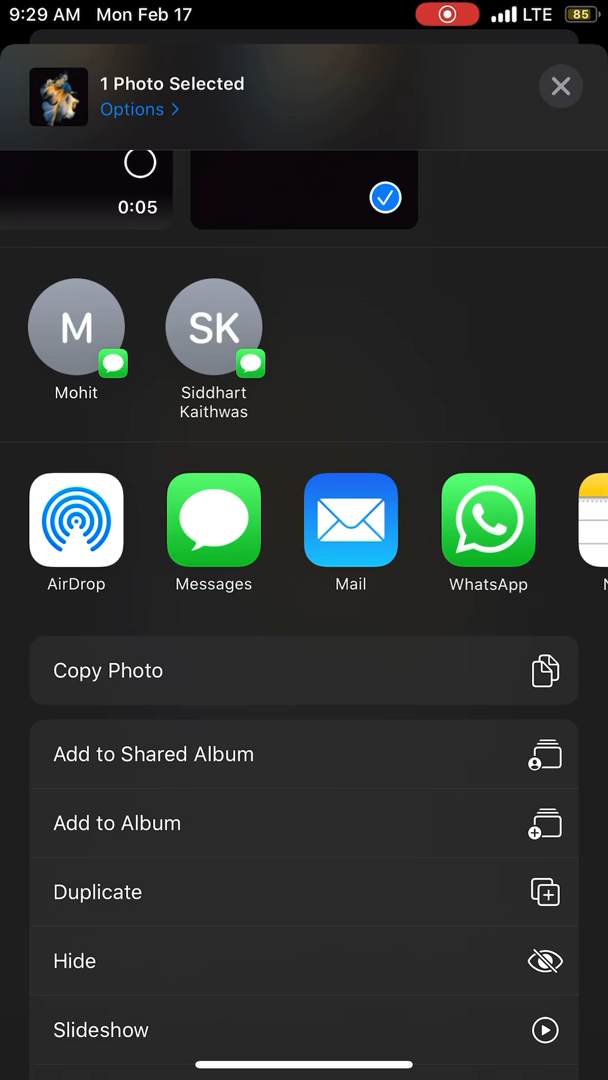 9:29 AM Mon Feb 17
LTE 85
1 Photo Selected
Options >
0:05
M
SK
Mohit
Siddhart
Kaithwas
AirDrop
Messages
Mail
WhatsApp
Copy Photo
Add to Shared Album
Add to Album
Duplicate
Hide
Slideshow